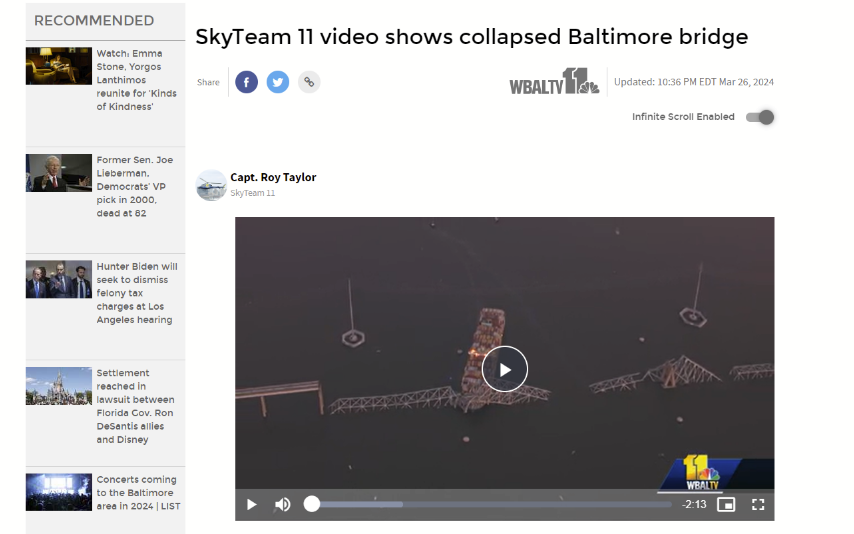 RECOMMENDED
Watch: Emma
Stone, Yorgos
Lanthimos
reunite for 'Kinds
of Kindness'
Former Sen. Joe
Lieberman,
Democrats' VP
pick in 2000,
dead at 82
Hunter Biden will
seek to dismiss
felony tax
charges at Los
Angeles hearing
Settlement
reached in
lawsuit between
Florida Gov. Ron
DeSantis allies
and Disney
Concerts coming
to the Baltimore
area in 2024 | LIST
SkyTeam 11 video shows collapsed Baltimore bridge
Share
f
WBALTV 11
Updated: 10:36 PM EDT Mar 26, 2024
Infinite Scroll Enabled
Capt. Roy Taylor
SkyTeam 11
11
WBALTV
-2:13